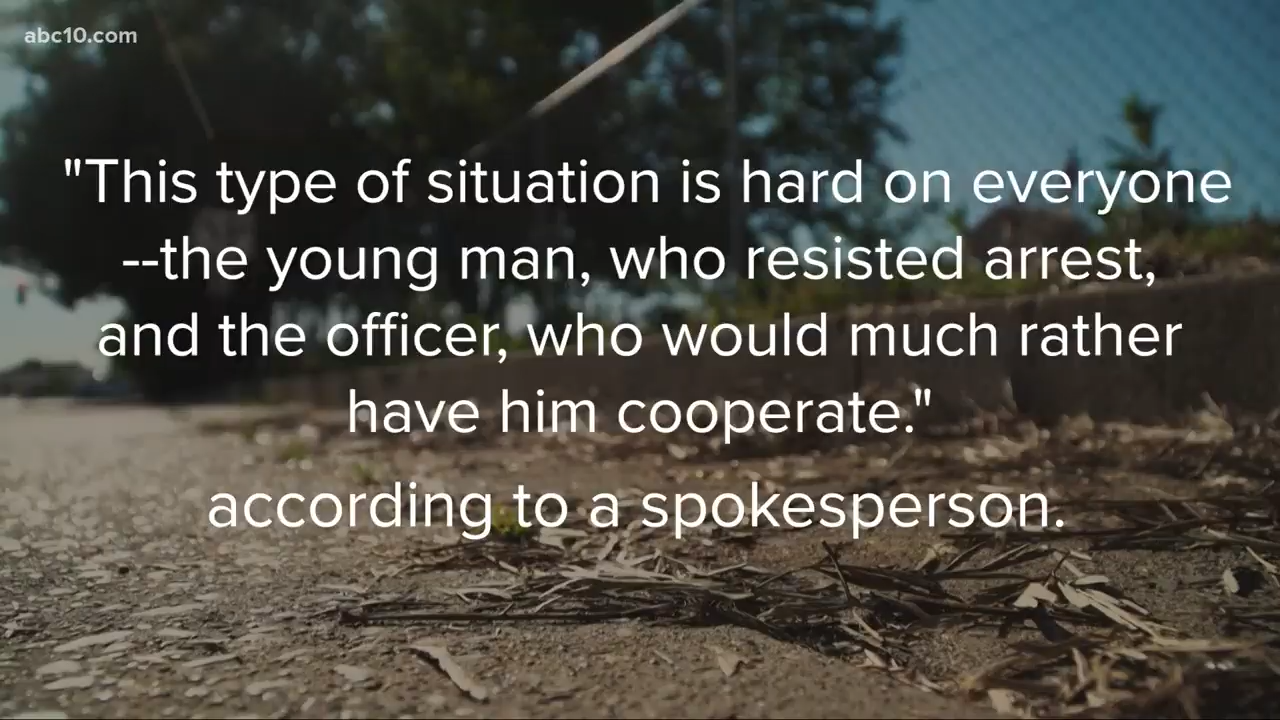 abc10.com
"This type of situation is hard on everyone
--the young man, who resisted arrest,
and the officer, who would much rather
have him cooperate."
according to a spokesperson.